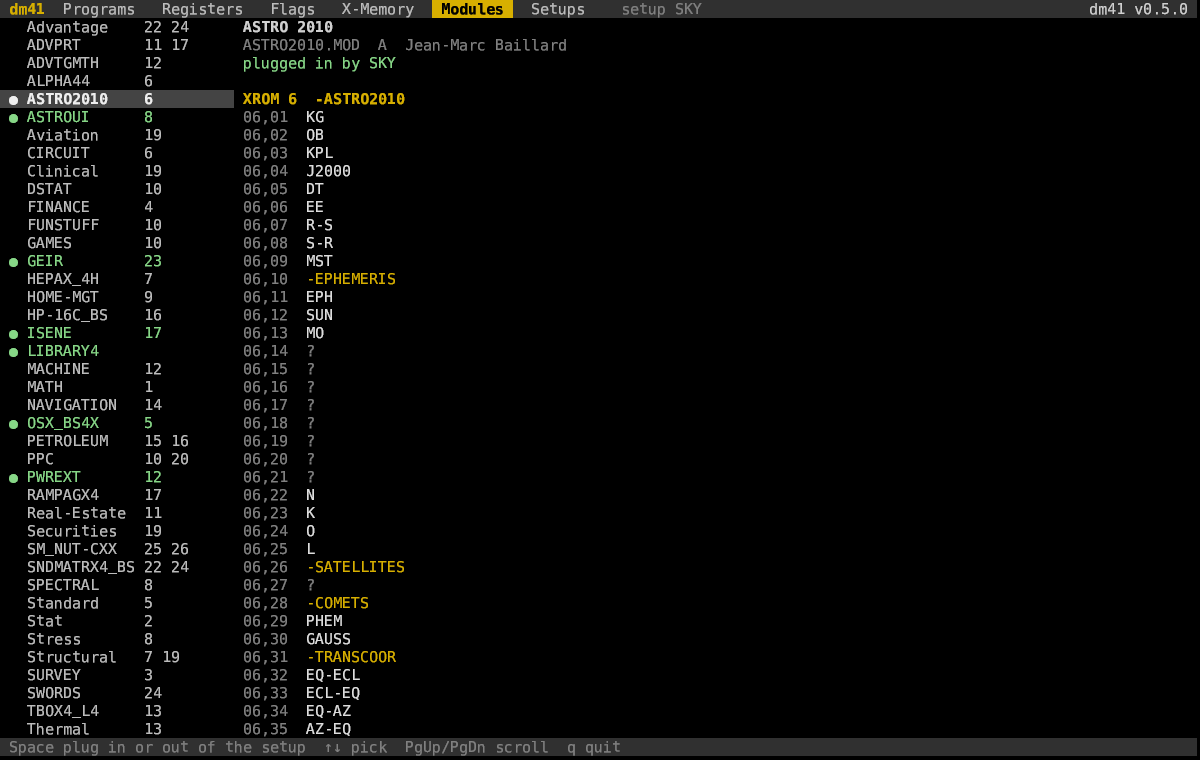 dm41 Programs Registers Flags X-Memory Modules Setups setup SKY dm41 v0.5.0
Advantage 22 24 ASTRO 2010
ADVPRT 11 17 ASTRO2010.MOD A Jean-Marc Baillard
ADVTGMTH 12 plugged in by SKY
ALPHA44 6
● ASTRO2010 6 XROM 6 -ASTRO2010
● ASTROUI 8 06,01 KG
Aviation 19 06,02 OB
CIRCUIT 6 06,03 KPL
Clinical 19 06,04 J2000
DSTAT 10 06,05 DT
FINANCE 4 06,06 EE
FUNSTUFF 10 06,07 R-S
GAMES 10 06,08 S-R
● GEIR 23 06,09 MST
HEPAX_4H 7 06,10 -EPHEMERIS
HOME-MGT 9 06,11 EPH
HP-16C_BS 16 06,12 SUN
● ISENE 17 06,13 MO
● LIBRARY4 06,14 ?
MACHINE 12 06,15 ?
MATH 1 06,16 ?
NAVIGATION 14 06,17 ?
● OSX_BS4X 5 06,18 ?
PETROLEUM 15 16 06,19 ?
PPC 10 20 06,20 ?
● PWREXT 12 06,21 ?
RAMPAGX4 17 06,22 N
Real-Estate 11 06,23 K
Securities 19 06,24 O
SM_NUT-CXX 25 26 06,25 L
SNDMATRX4_BS 22 24 06,26 -SATELLITES
SPECTRAL 8 06,27 ?
Standard 5 06,28 -COMETS
Stat 2 06,29 PHEM
Stress 8 06,30 GAUSS
Structural 7 19 06,31 -TRANSCOOR
SURVEY 3 06,32 EQ-ECL
SWORDS 24 06,33 ECL-EQ
TBOX4_L4 13 06,34 EQ-AZ
Thermal 13 06,35 AZ-EQ
Space plug in or out of the setup ↑↓ pick PgUp/PgDn scroll q quit